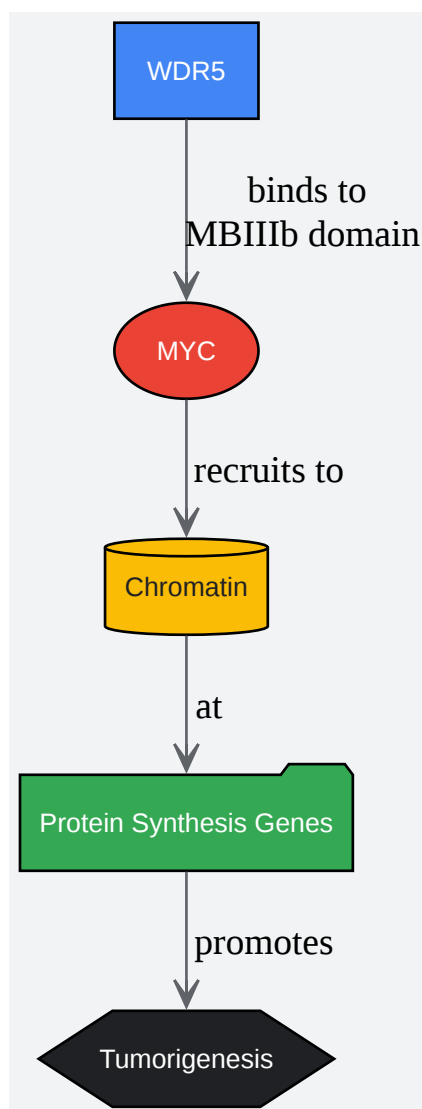 WDR5
binds to
MBIIIb domain
MYC
recruits to
Chromatin
at
Protein Synthesis Genes
promotes
Tumorigenesis